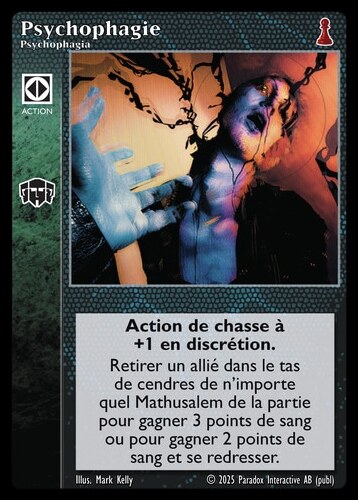 Psychophagie
Psychophagia
ACTION
Action de chasse à
+1 en discrétion.
Retirer un allié dans le tas
de cendres de n'importe
quel Mathusalem de la partie
pour gagner 3 points de sang
ou pour gagner 2 points de
sang et se redresser.
Illus. Mark Kelly © 2025 Paradox Interactive AB (publ)